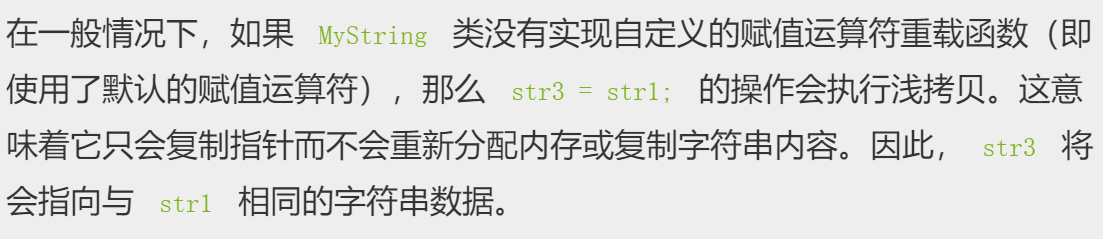 在一般情况下，如果 MyString 类没有实现自定义的赋值运算符重载函数（即
使用了默认的赋值运算符），那么 str3 = str1; 的操作会执行浅拷贝。这意
味着它只会复制指针而不会重新分配内存或复制字符串内容。因此， str3 将
会指向与 str1 相同的字符串数据。